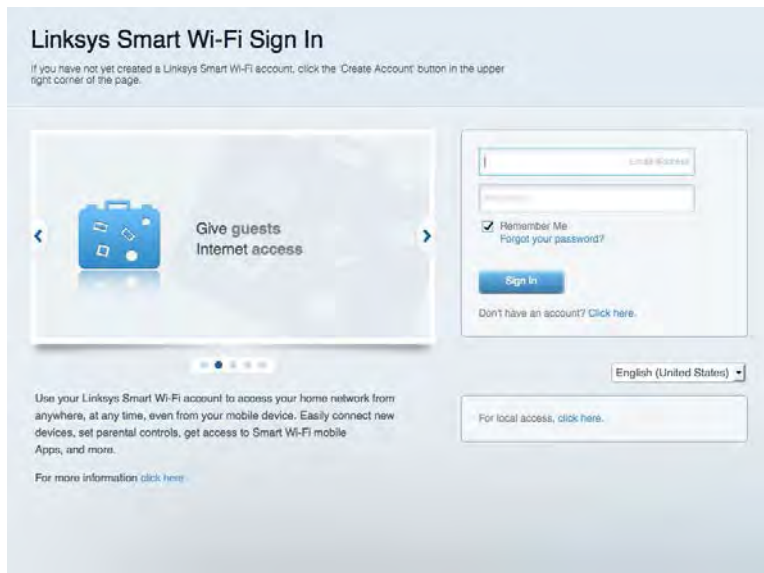 Linksys Smart Wi-Fi Sign In
If you have not yet created a Linksys Smart Wi-Fi account, click the 'Create Account' button in the upper
right corner of the page.
Give guests
Internet access
Email Address
Remember Me
Forgot your password?
Sign In
Don't have an account? Click here.
English (United States)
Use your Linksys Smart Wi-Fi account to access your home network from
anywhere, at any time, even from your mobile device. Easily connect new
devices, set parental controls, get access to Smart Wi-Fi mobile
Apps, and more.
For more information click here.
For local access, click here.